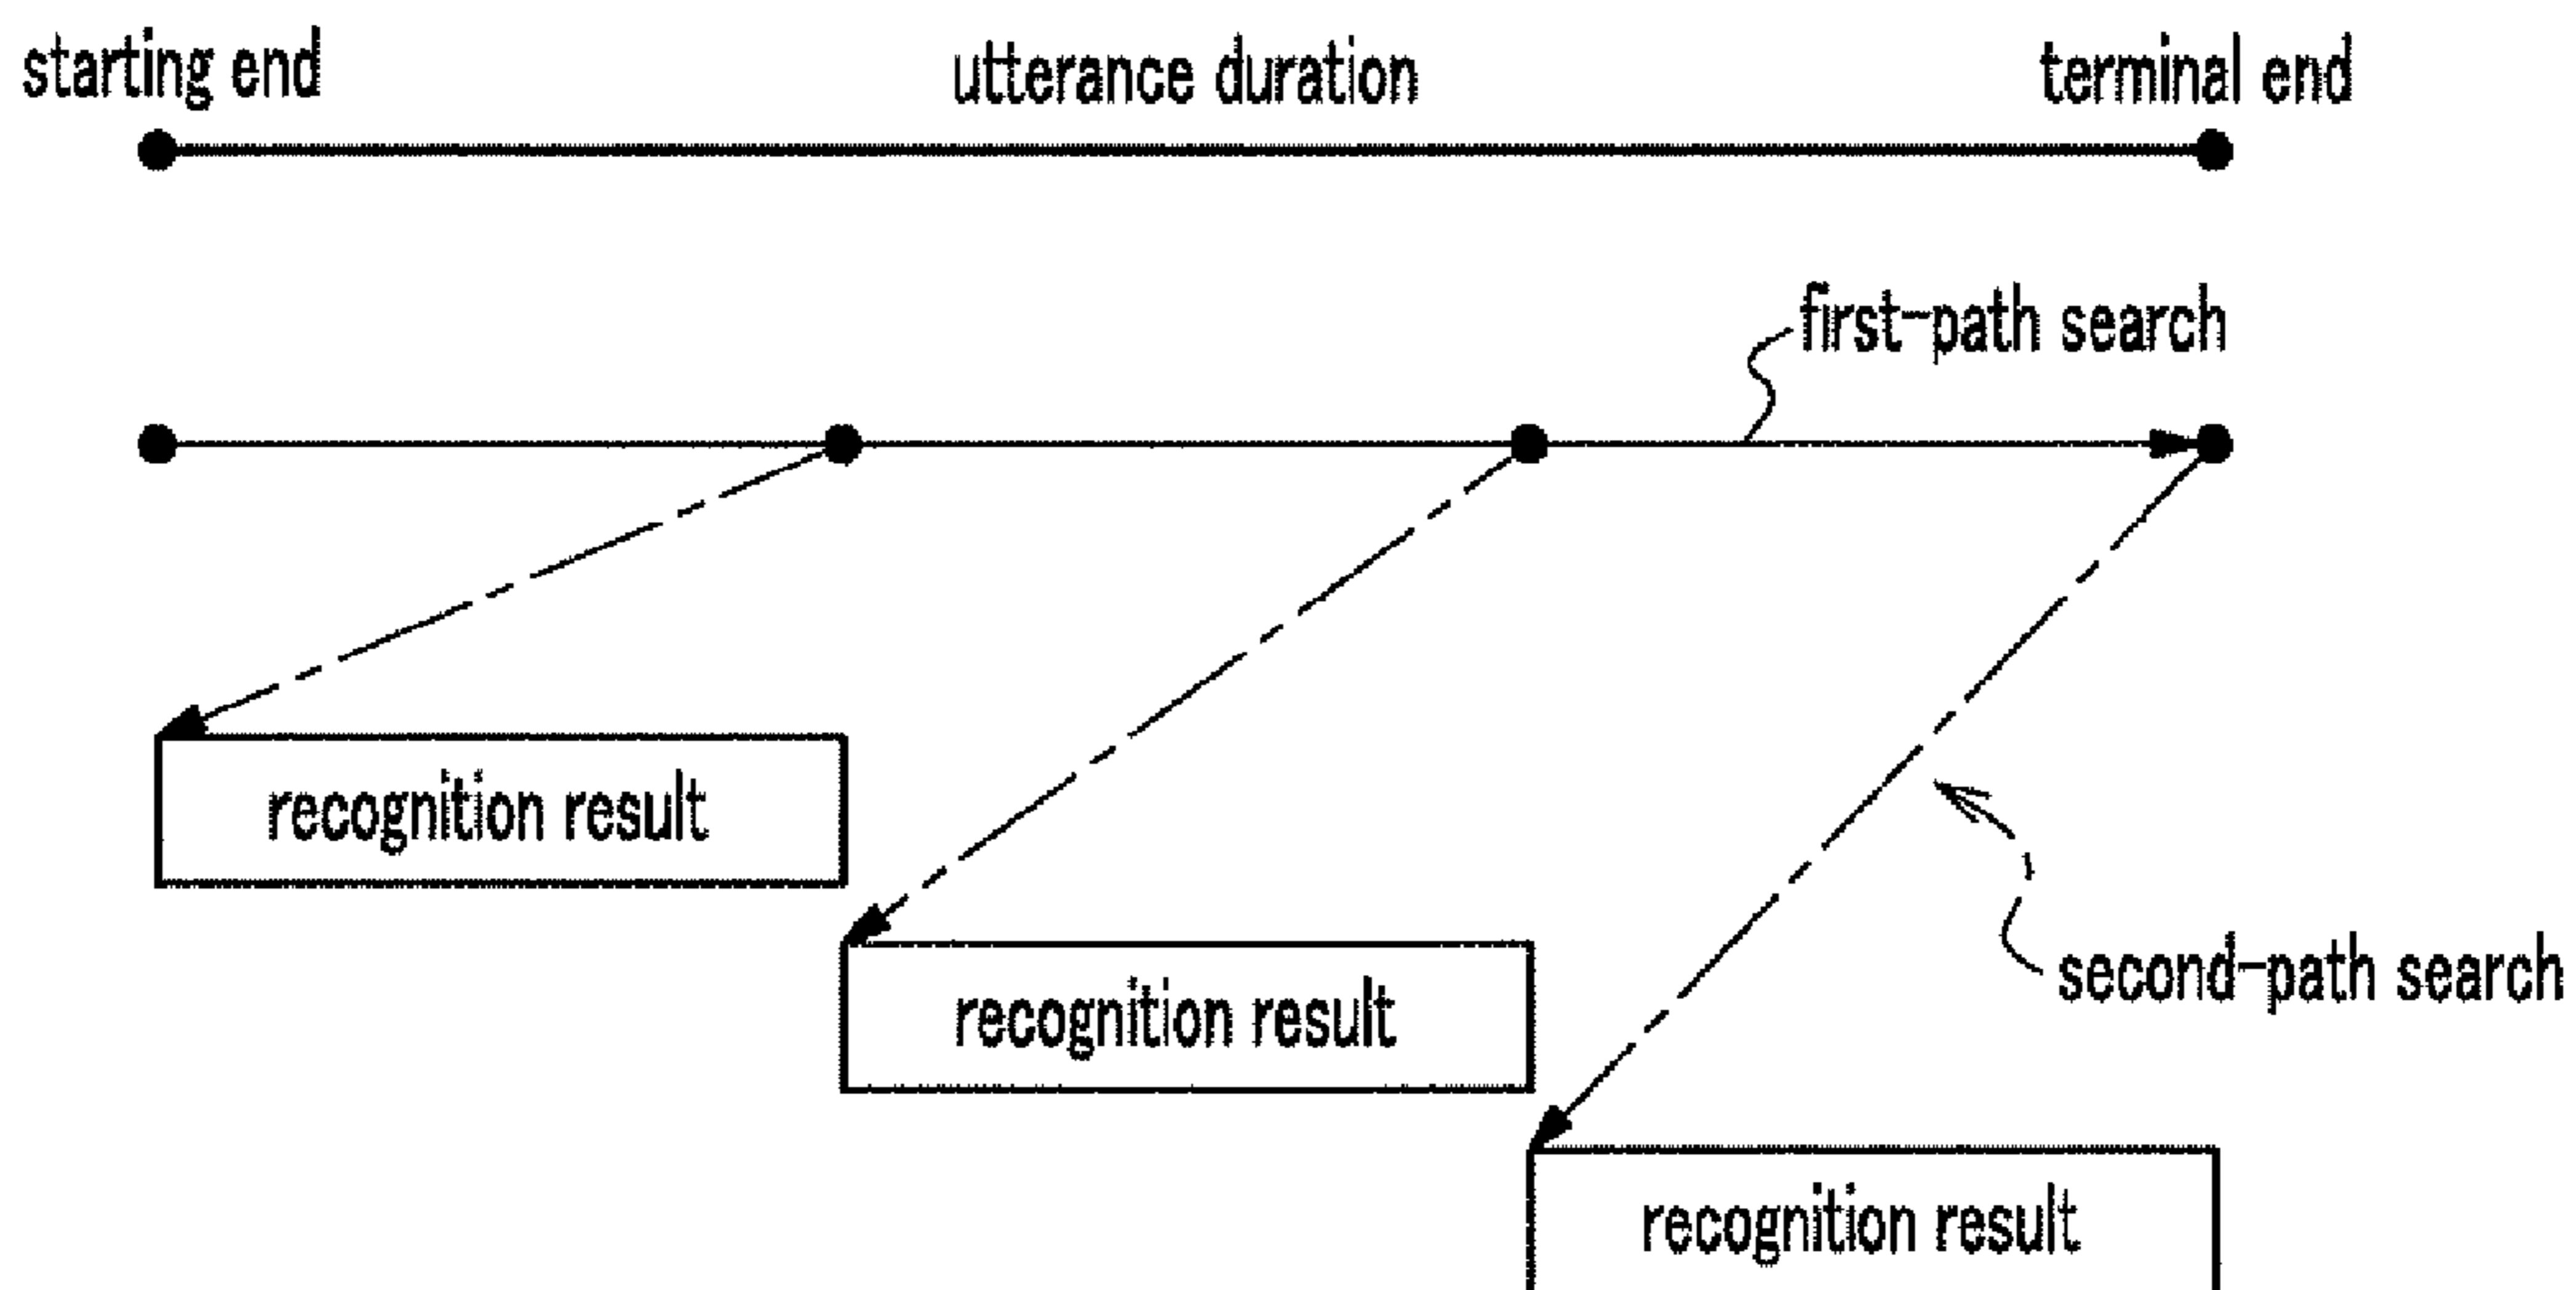 starting end
utterance duration
terminal end
first-path search
recognition result
recognition result
second-path search
recognition result